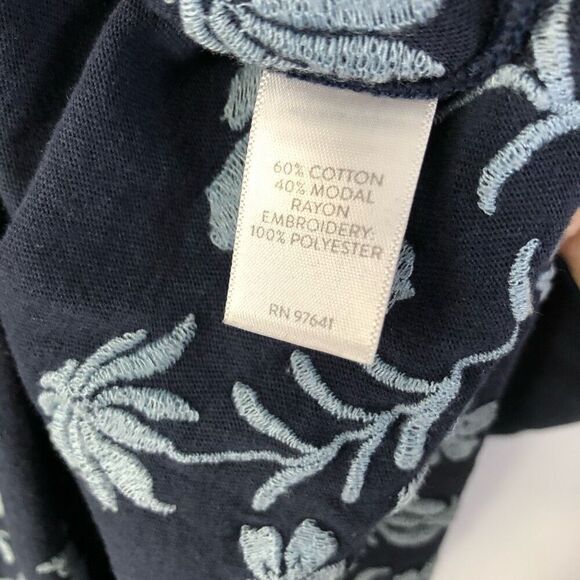 60% COTTON
40% MODAL
RAYON
EMBROIDERY:
100% POLYESTER
RN 97641